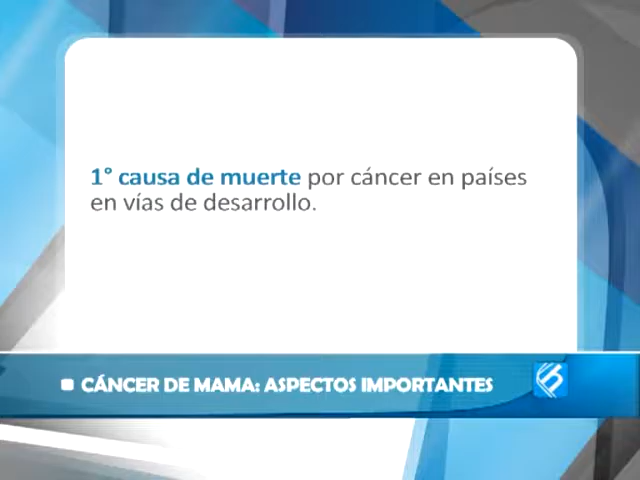 1° causa de muerte por cáncer en países
en vías de desarrollo.
CÁNCER DE MAMA: ASPECTOS IMPORTANTES